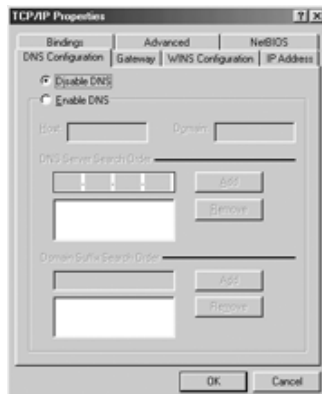 TCP/IP Properties
Bindings Advanced NetBIOS
DNS Configuration Gateway WINS Configuration IP Address
Disable DNS
Enable DNS
Host: Domain:
DNS Server Search Order
Add
Remove
Domain Suffix Search Order
Add
Remove
OK Cancel